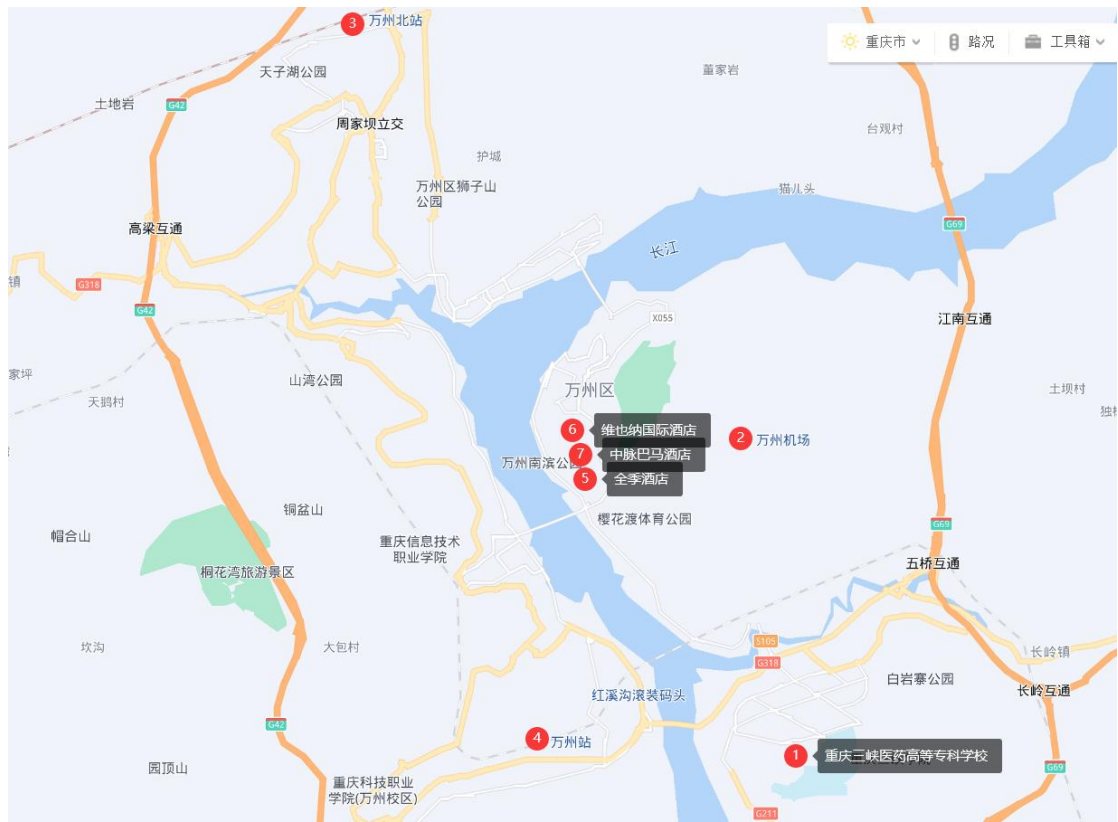 3 万州北站
重庆市 路况 工具箱
天子湖公园
董家岩
土地岩
G42
周家坝立交
台观村
护城
万州区狮子山
公园
猫儿头
高梁互通
长江
G69
镇
G318
G42
X055
江南互通
家坪
山湾公园
万州区
天鹅村
土坝村
独
6 维也纳国际酒店
2 万州机场
7 中脉巴马酒店
万州南滨公
5 全季酒店
铜盆山
樱花渡体育公园
G69
帽合山
重庆信息技术
职业学院
五桥互通
桐花湾旅游景区
坎沟
大包村
S105
长岭镇
G318
白岩寨公园
红溪沟滚装码头
长岭互通
G42
4 万州站
1 重庆三峡医药高等专科学校
园顶山
G69
重庆科技职业
学院(万州校区)
G211